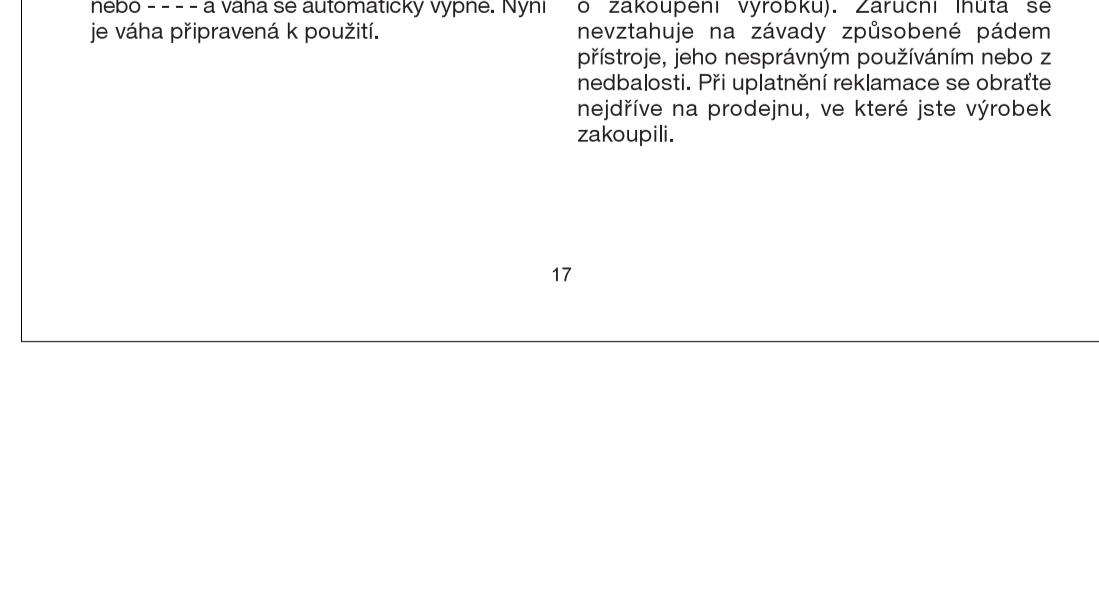 nebo - - - - a váha se automaticky vypne. Nyní
je váha připravená k použití.
o zakoupení výrobku). Záruční lhůta se
nevztahuje na závady způsobené pádem
přístroje, jeho nesprávným používáním nebo z
nedbalosti. Při uplatnění reklamace se obraťte
nejdříve na prodejnu, ve které jste výrobek
zakoupili.
17